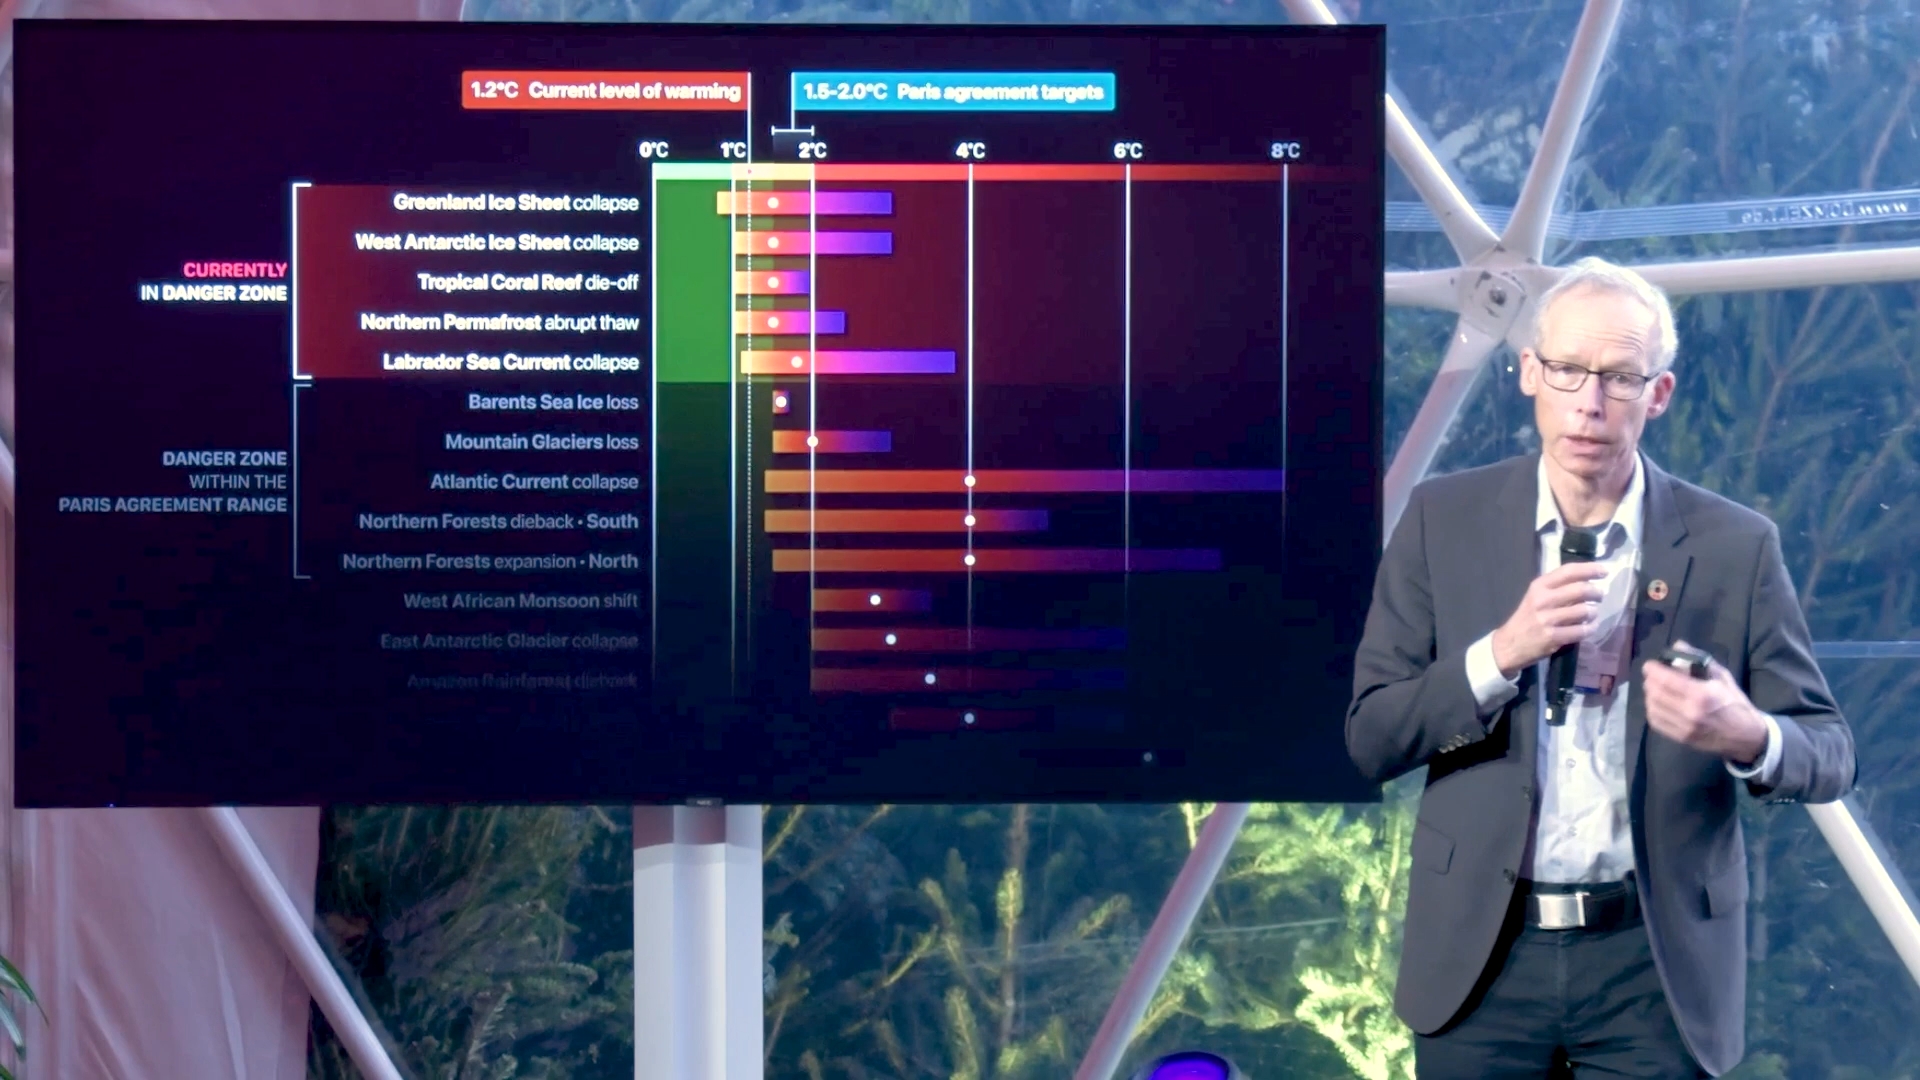 1.2°C Current level of warming
1.5-2.0°C Paris agreement targets
0°C 1°C 2°C 4°C 6°C 8°C
CURRENTLY
IN DANGER ZONE
Greenland Ice Sheet collapse
West Antarctic Ice Sheet collapse
Tropical Coral Reef die-off
Northern Permafrost abrupt thaw
Labrador Sea Current collapse
DANGER ZONE
WITHIN THE
PARIS AGREEMENT RANGE
Barents Sea Ice loss
Mountain Glaciers loss
Atlantic Current collapse
Northern Forests dieback • South
Northern Forests expansion • North
West African Monsoon shift
East Antarctic Glacier collapse
Amazon Rainforest dieback